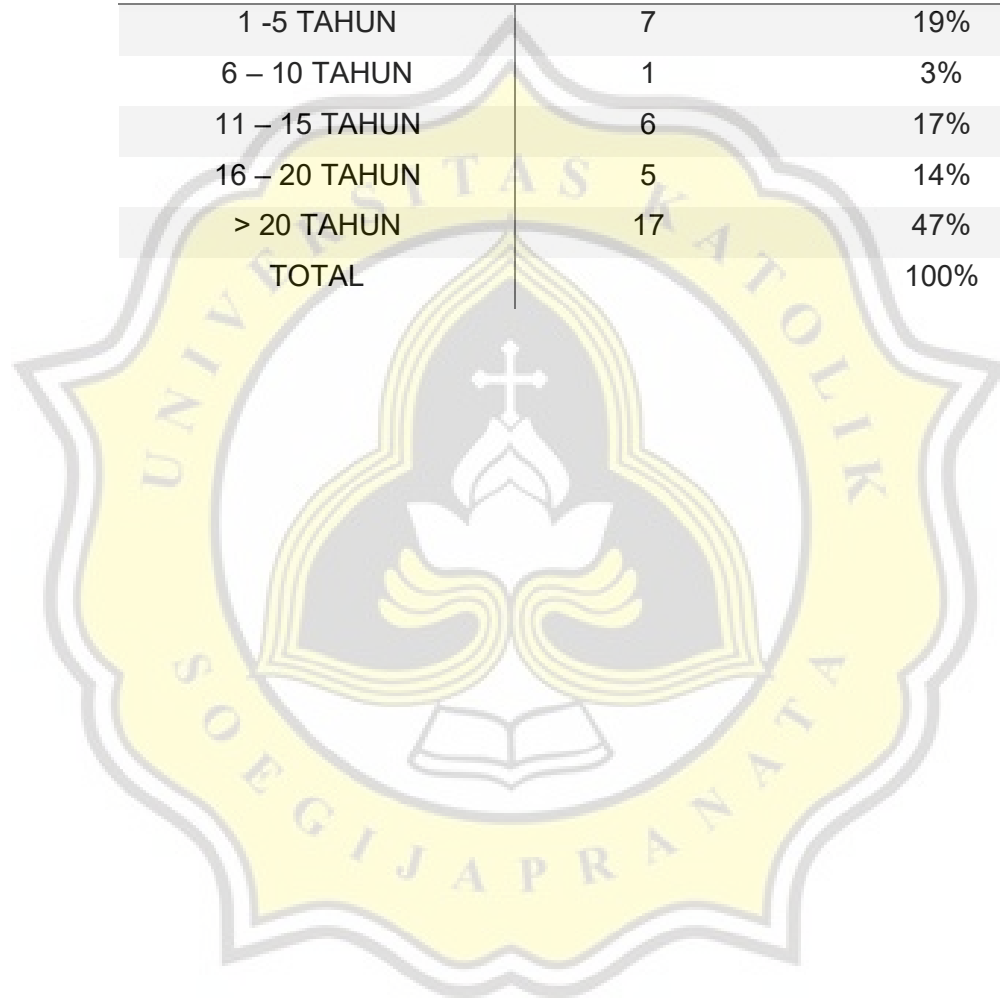 1 -5 TAHUN 7 19%
6 – 10 TAHUN 1 3%
11 – 15 TAHUN 6 17%
16 – 20 TAHUN 5 14%
> 20 TAHUN 17 47%
TOTAL 100%
UNIVERSITAS KATOLIK
SOEGIJAPRANATA